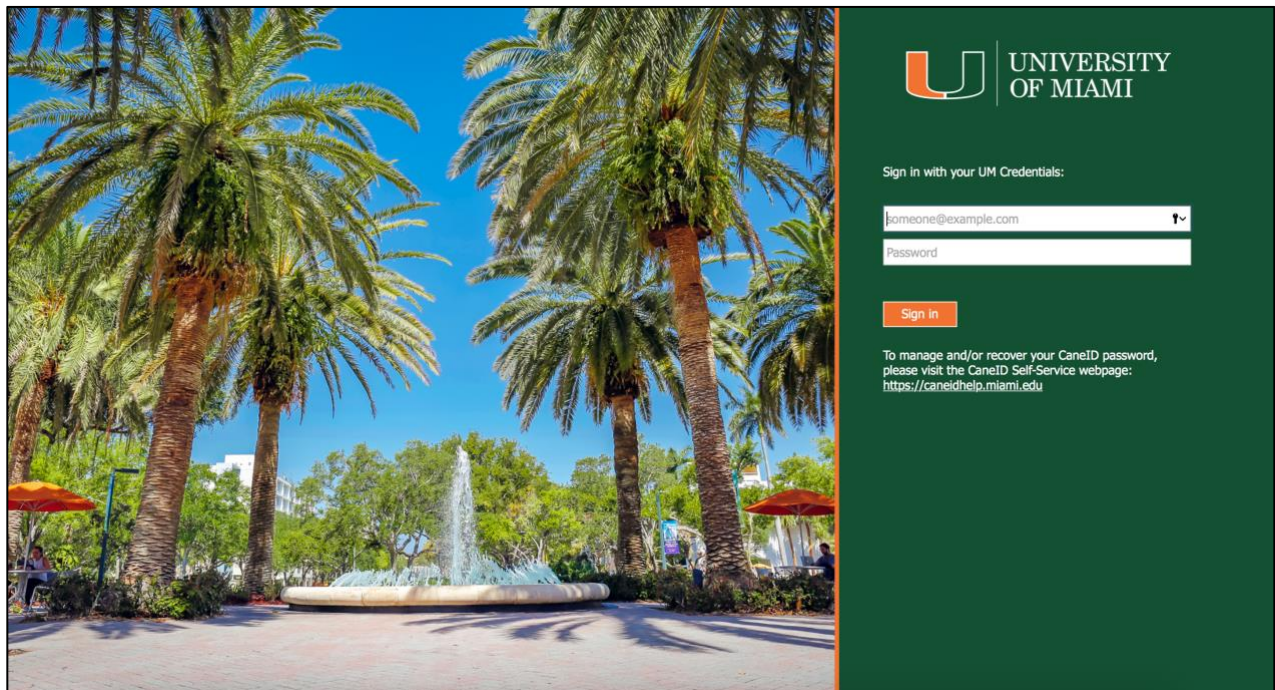 UNIVERSITY
OF MIAMI
Sign in with your UM Credentials:
someone@example.com
Password
Sign in
To manage and/or recover your CaneID password,
please visit the CaneID Self-Service webpage:
https://caneidhelp.miami.edu